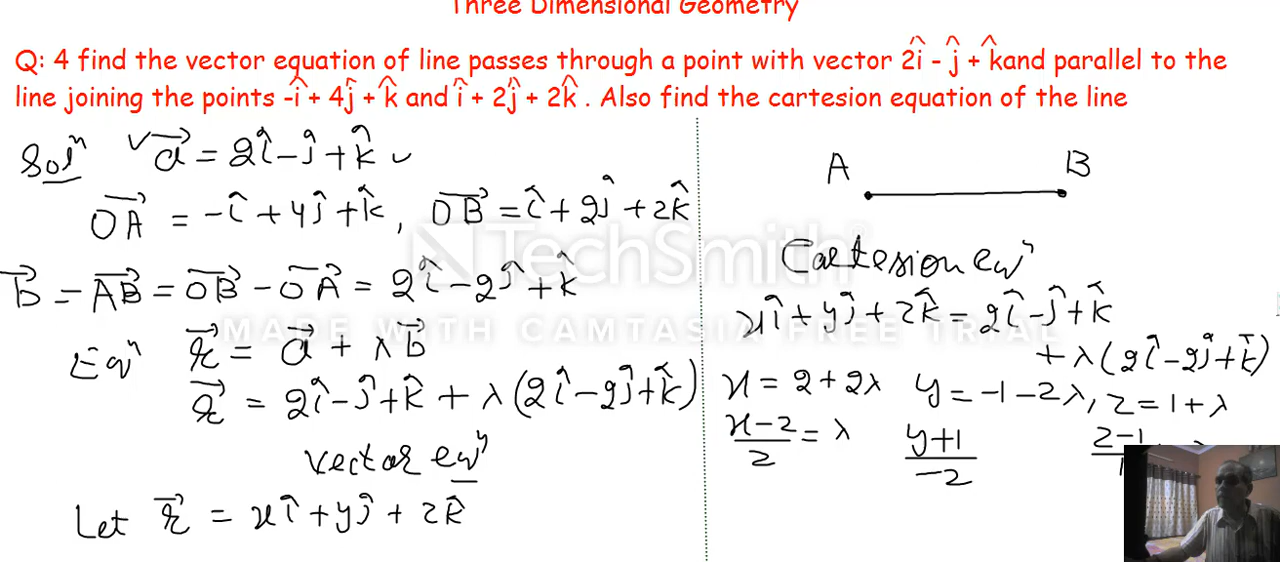 Three Dimensional Geometry
Q: 4 find the vector equation of line passes through a point with vector 2î - ĵ + k̂and parallel to the
line joining the points -î + 4ĵ + k̂ and î + 2ĵ + 2k̂ . Also find the cartesion equation of the line
Solⁿ a⃗ = 2î - ĵ + k̂
OA⃗ = -î + 4ĵ + k̂, OB⃗ = î + 2ĵ + 2k̂
B⃗ = AB⃗ = OB⃗ - OA⃗ = 2î - 2ĵ + k̂
Eqⁿ r⃗ = a⃗ + λB⃗
r⃗ = 2î - ĵ + k̂ + λ(2î - 2ĵ + k̂)
Vector eqⁿ
Let r⃗ = xî + yĵ + zk̂
A B
Cartesion eqⁿ
xî + yĵ + zk̂ = 2î - ĵ + k̂
+ λ(2î - 2ĵ + k̂)
x = 2 + 2λ y = -1 - 2λ, z = 1 + λ
(x-2)/2 = λ (y+1)/-2 (z-1)/1
TechSmith
MADE WITH CAMTASIA FREE TRIAL